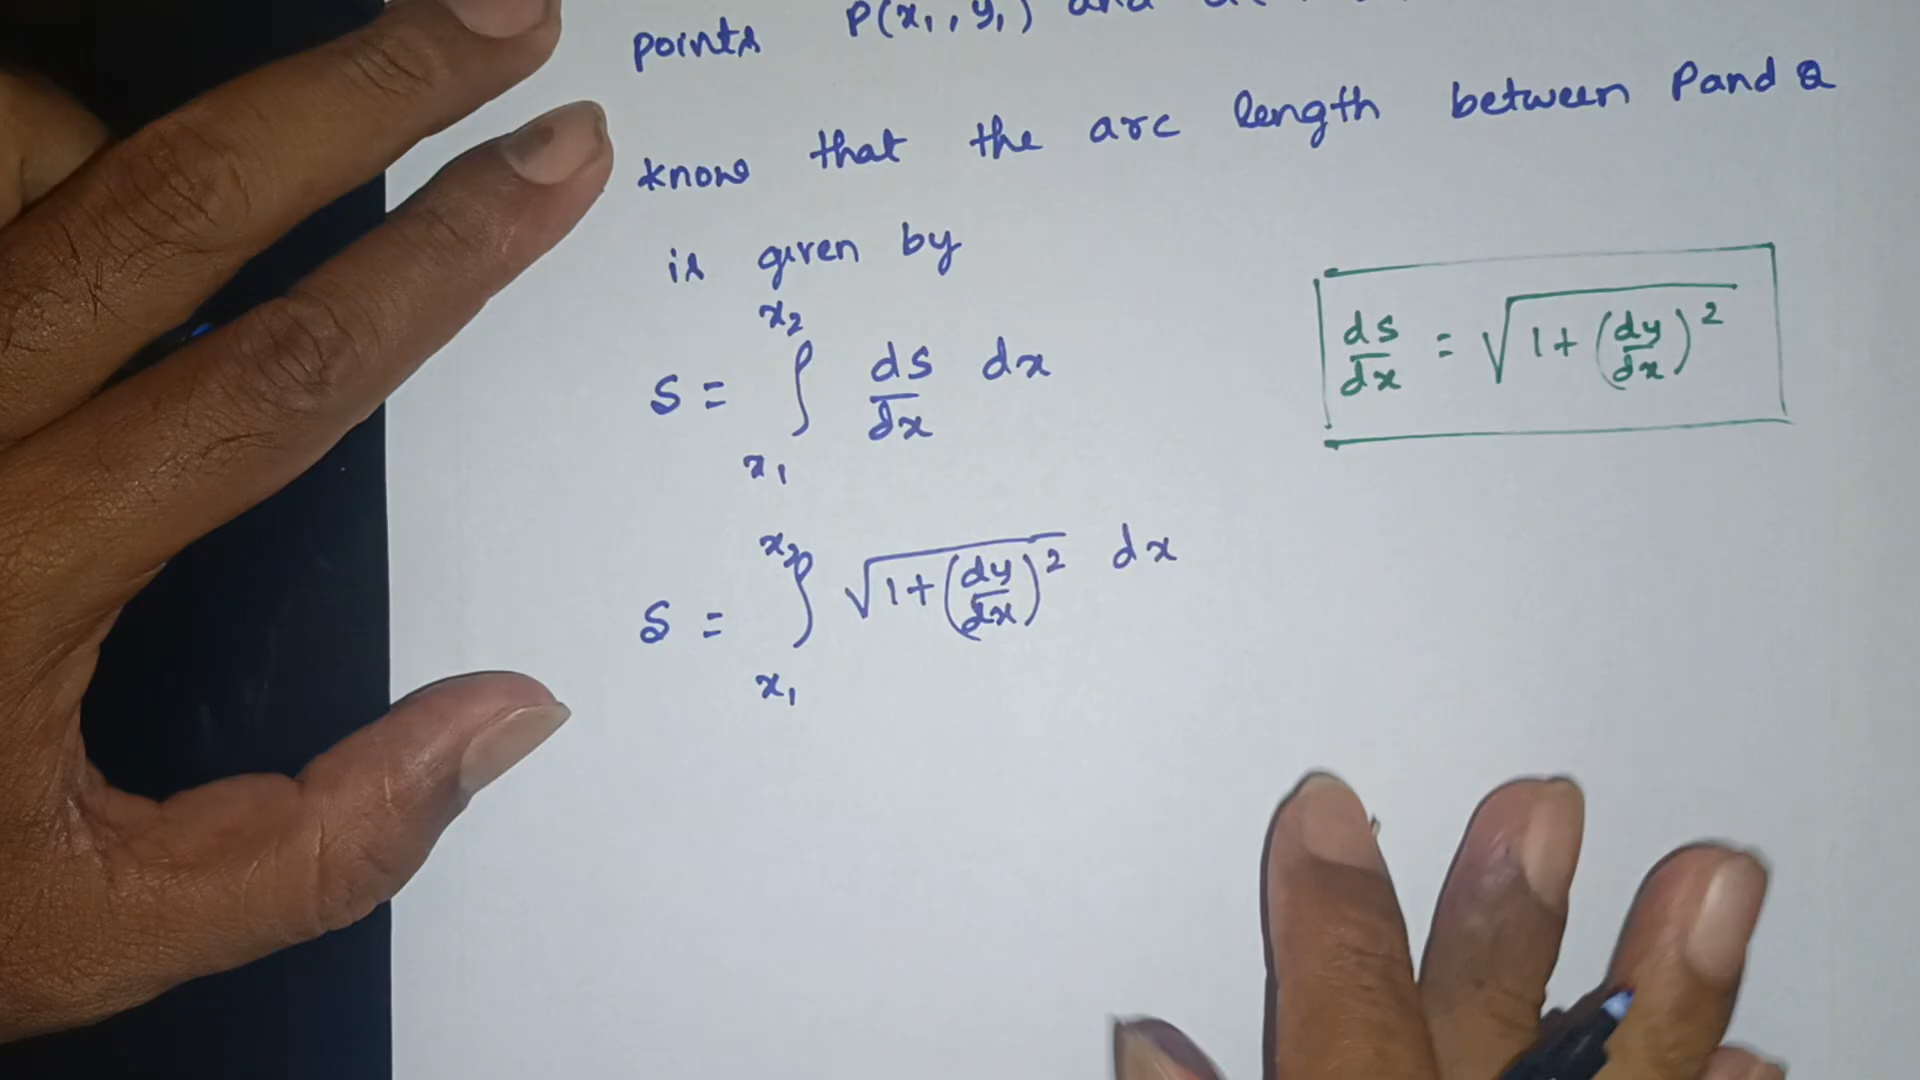 points P(x₁, y₁) and
know that the arc length between P and Q
is given by
S = ∫_{x₁}^{x₂} ds/dx dx
ds/dx = √(1+(dy/dx)²)
S = ∫_{x₁}^{x₂} √(1+(dy/dx)²) dx